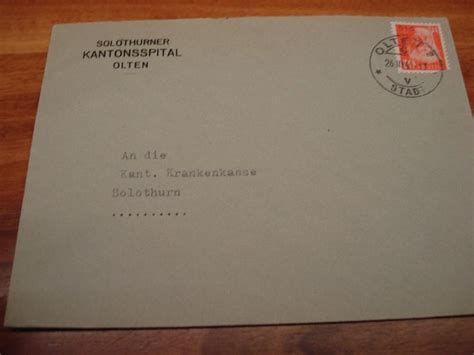 SOLOTHURNER
KANTONSSPITAL
OLTEN
OLTEN
STADT
An die
Kant. Krankenkasse
Solothurn